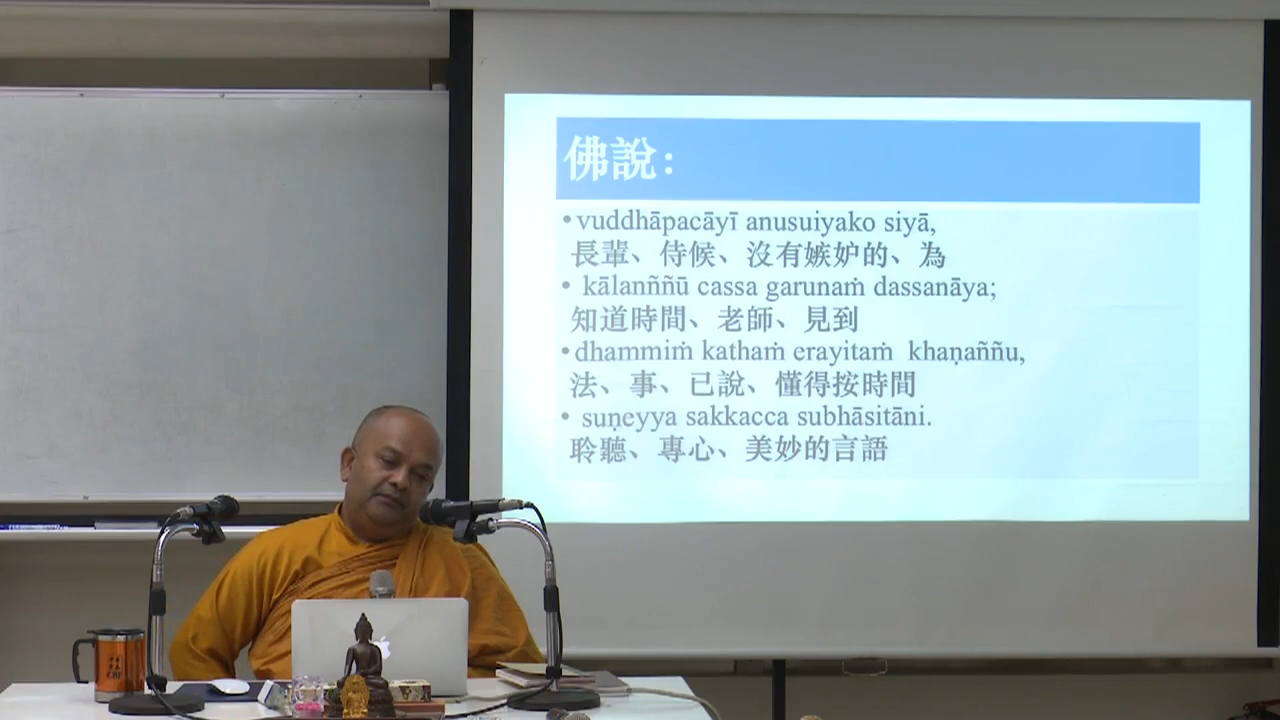 佛說:
•vuddhāpacāyī anusuiyako siyā,
長輩、侍候、沒有嫉妒的、為
• kālanññū cassa garunaṁ dassanāya;
知道時間、老師、見到
•dhammiṁ kathaṁ erayitaṁ khaṇaññu,
法、事、已說、懂得按時間
• suṇeyya sakkacca subhāsitāni.
聆聽、專心、美妙的言語